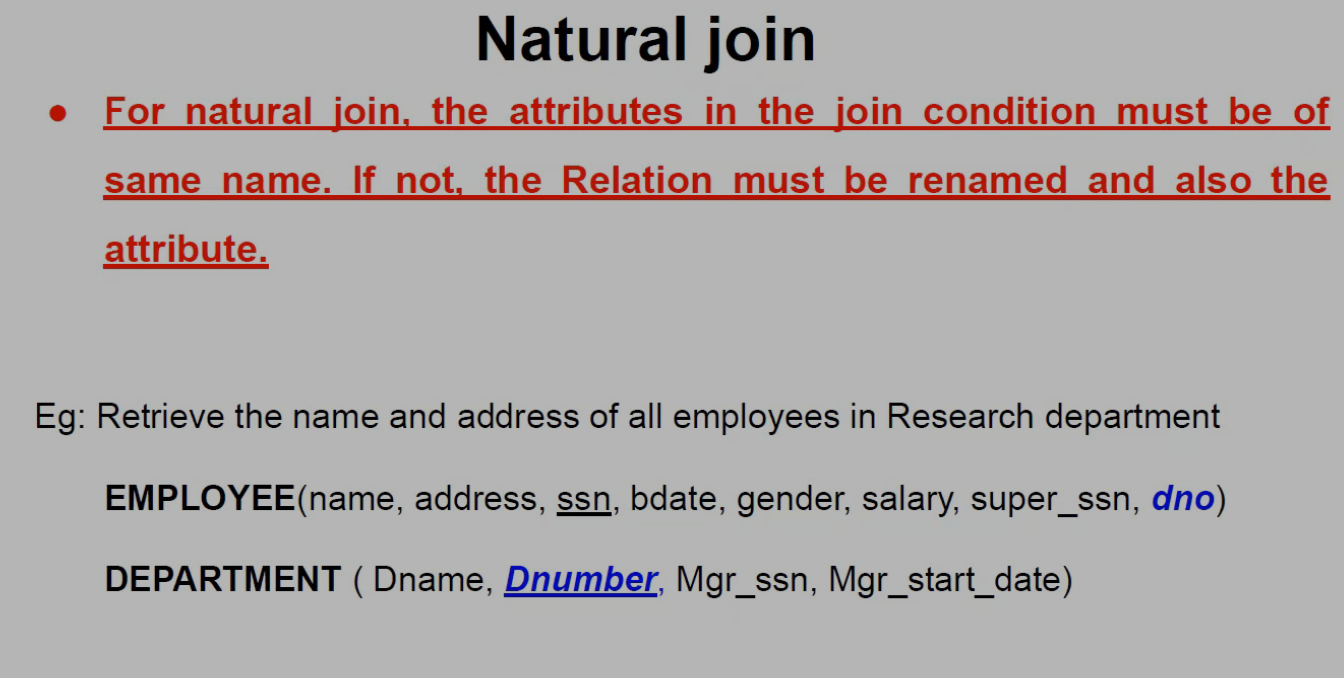 Natural join
● For natural join, the attributes in the join condition must be of
same name. If not, the Relation must be renamed and also the
attribute.
Eg: Retrieve the name and address of all employees in Research department
EMPLOYEE(name, address, ssn, bdate, gender, salary, super_ssn, dno)
DEPARTMENT ( Dname, Dnumber, Mgr_ssn, Mgr_start_date)